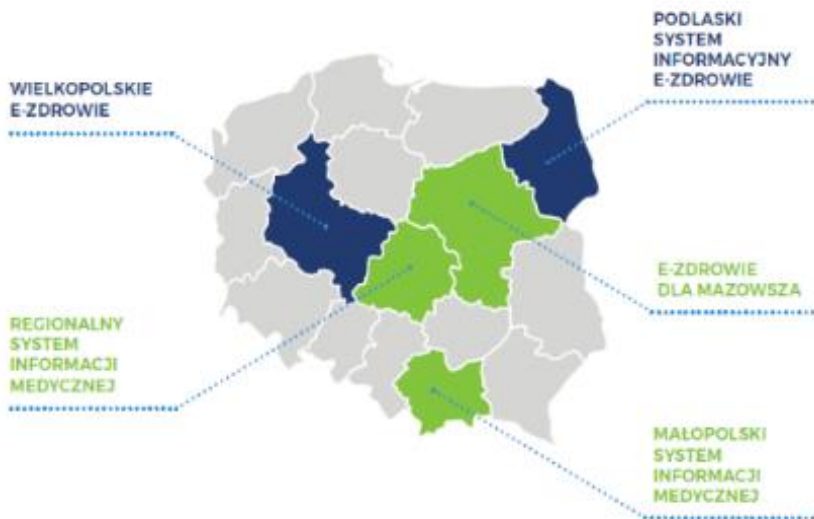 WIELKOPOLSKIE
E-ZDROWIE
PODLASKI
SYSTEM
INFORMACYJNY
E-ZDROWIE
REGIONALNY
SYSTEM
INFORMACJI
MEDYCZNEJ
E-ZDROWIE
DLA MAZOWSZA
MAŁOPOLSKI
SYSTEM
INFORMACJI
MEDYCZNEJ